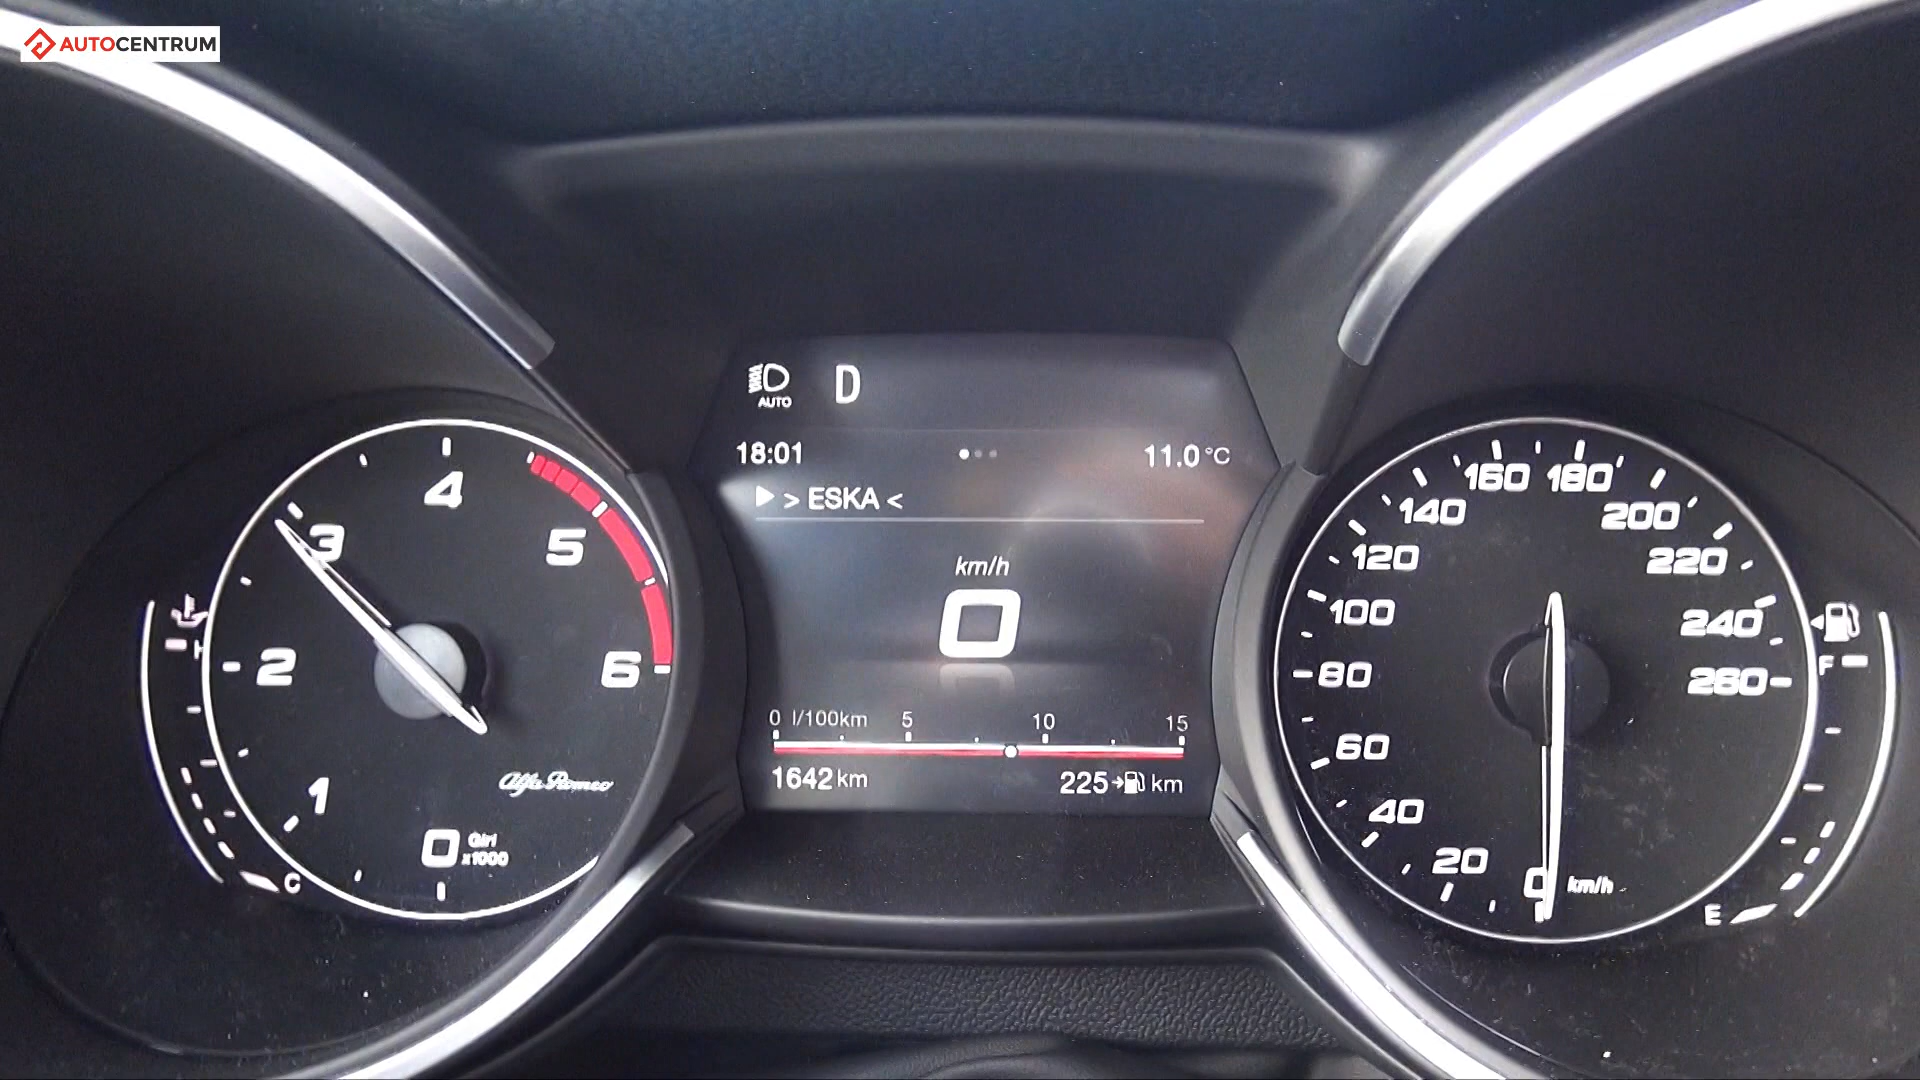 AUTOCENTRUM
AUTO
D
18:01
11.0°C
> ESKA <
km/h
0
0 l/100km 5 10 15
1642 km
225 km
1
2
3
4
5
6
Alfa Romeo
0 Giri
x1000
H
C
0
20
40
60
80
100
120
140
160
180
200
220
240
260
km/h
F
E